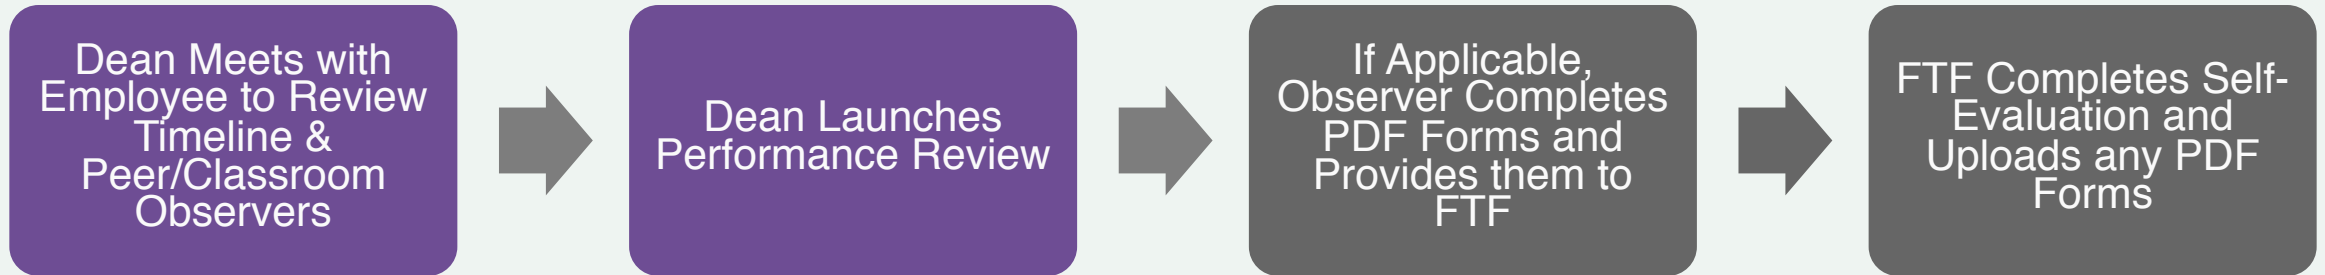 Dean Meets with
Employee to Review
Timeline &
Peer/Classroom
Observers
Dean Launches
Performance Review
If Applicable,
Observer Completes
PDF Forms and
Provides them to
FTF
FTF Completes Self-
Evaluation and
Uploads any PDF
Forms